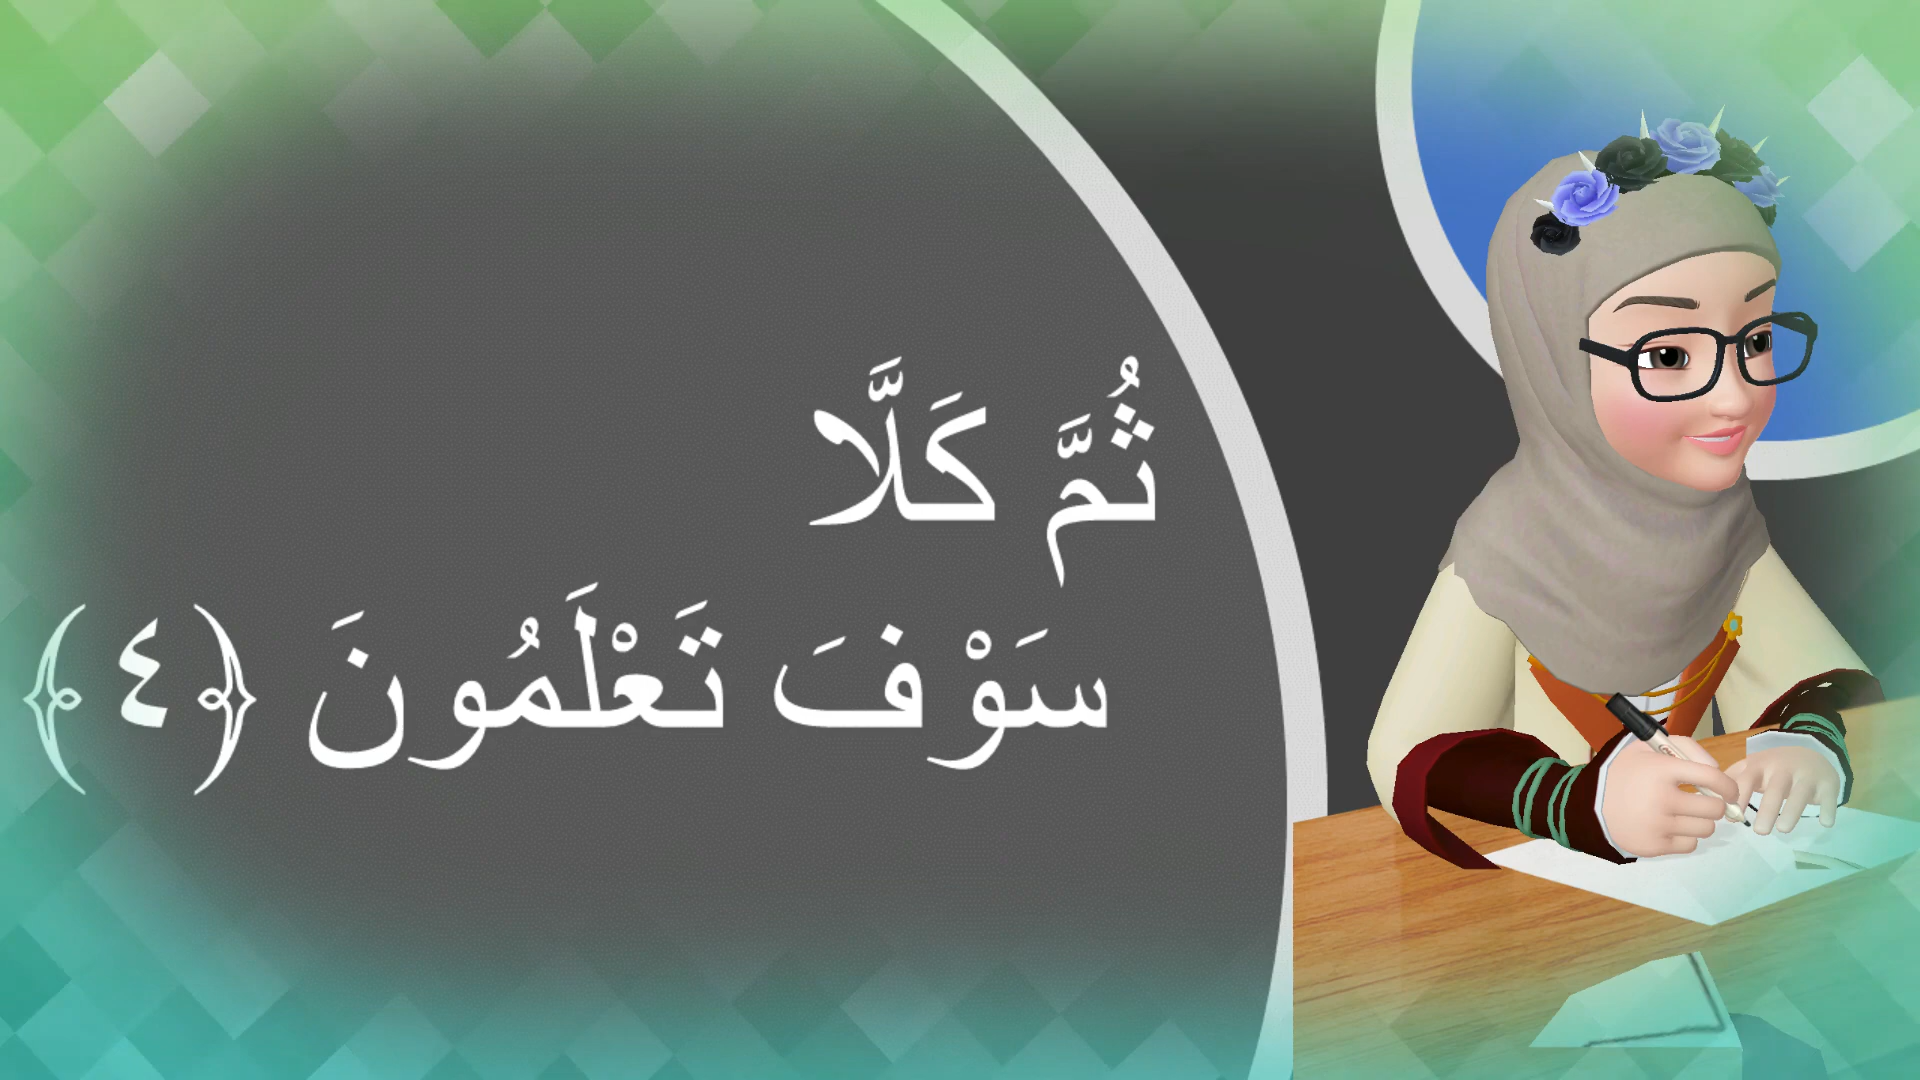 ثُمَّ كَلَّا
سَوْفَ تَعْلَمُونَ ﴿٤﴾